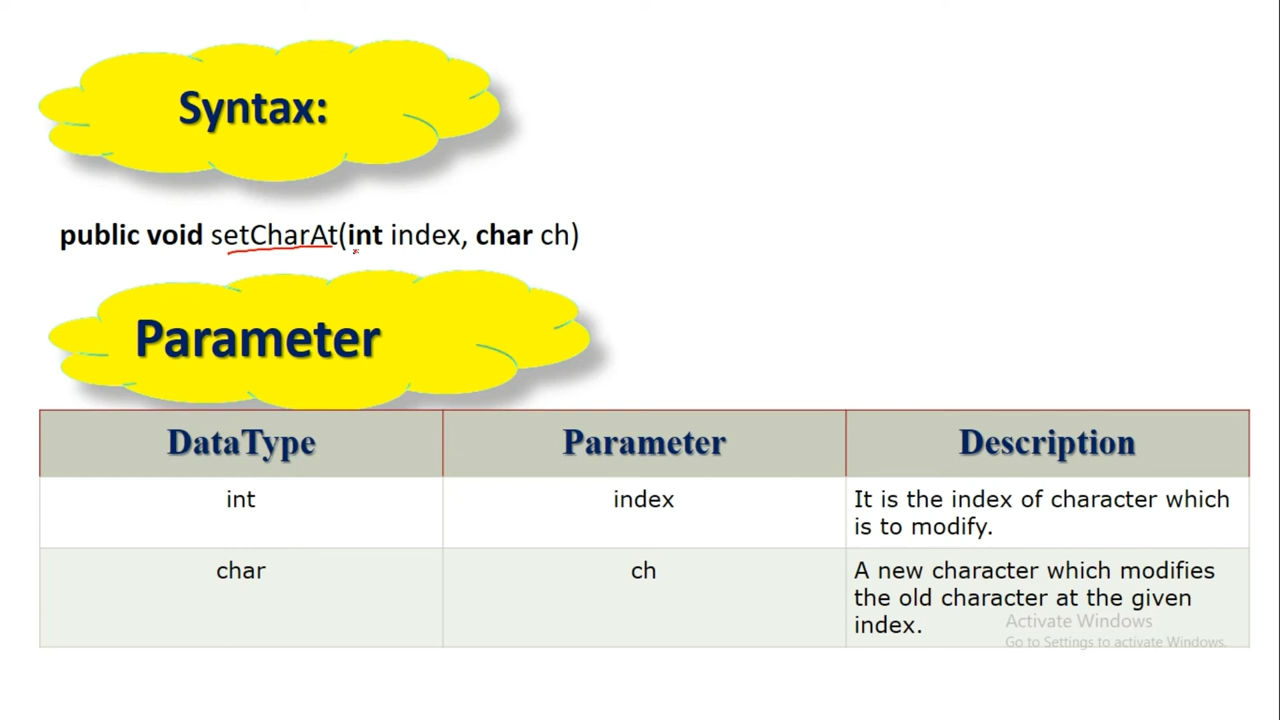 Syntax:
public void setCharAt(int index, char ch)
Parameter
DataType Parameter Description
int index It is the index of character which
is to modify.
char ch A new character which modifies
the old character at the given
index.
Activate Windows
Go to Settings to activate Windows.